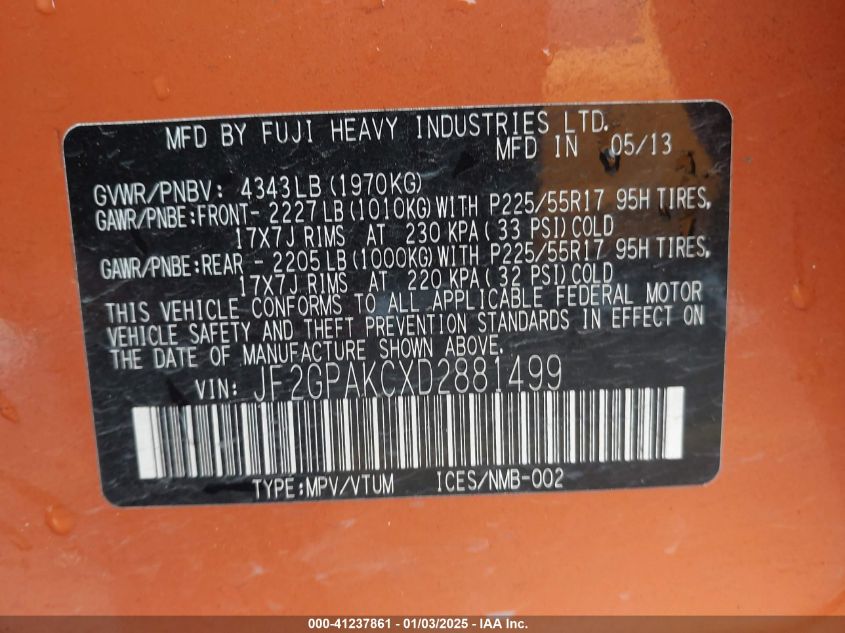 MFD BY FUJI HEAVY INDUSTRIES LTD.
MFD IN 05/13
GVWR/PNBV: 4343LB (1970KG)
GAWR/PNBE:FRONT- 2227LB (1010KG)WITH P225/55R17 95H TIRES,
17X7J RIMS AT 230 KPA( 33 PSI)COLD
GAWR/PNBE:REAR - 2205LB (1000KG)WITH P225/55R17 95H TIRES,
17X7J RIMS AT 220 KPA( 32 PSI)COLD
THIS VEHICLE CONFORMS TO ALL APPLICABLE FEDERAL MOTOR
VEHICLE SAFETY AND THEFT PREVENTION STANDARDS IN EFFECT ON
THE DATE OF MANUFACTURE SHOWN ABOVE.
VIN: JF2GPAKCXD2881499
TYPE:MPV/VTUM ICES/NMB-002
000-41237861 - 01/03/2025 - IAA Inc.